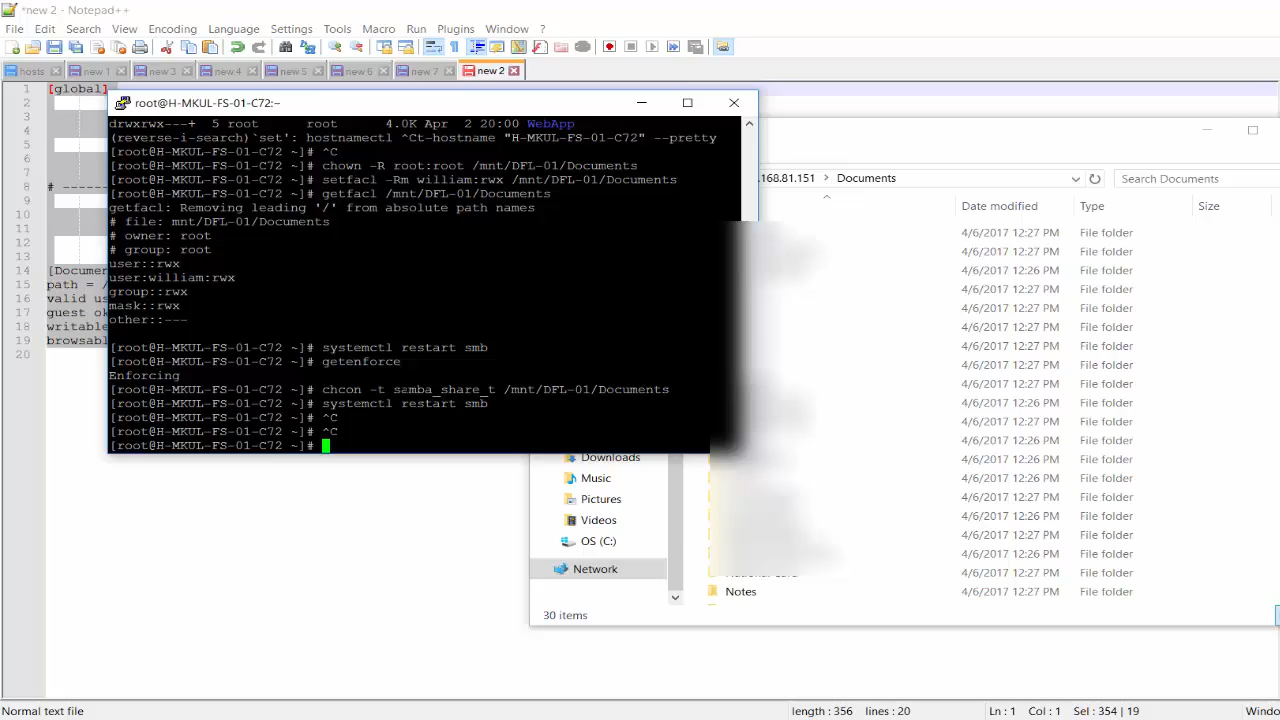 *new 2 - Notepad++
File Edit Search View Encoding Language Settings Tools Macro Run Plugins Window ?
hosts new 1 new 3 new 4 new 5 new 6 new 7 new 2
1 [global]
2
3
4
5
6
7
8 # ------
9
10
11
12
13
14 [Documen
15 path = /
16 valid us
17 guest ok
18 writable
19 browsabl
20
root@H-MKUL-FS-01-C72:~
drwxrwx---+ 5 root root 4.0K Apr 2 20:00 WebApp
(reverse-i-search)`set': hostnamectl ^Ct-hostname "H-MKUL-FS-01-C72" --pretty
[root@H-MKUL-FS-01-C72 ~]# ^C
[root@H-MKUL-FS-01-C72 ~]# chown -R root:root /mnt/DFL-01/Documents
[root@H-MKUL-FS-01-C72 ~]# setfacl -Rm william:rwx /mnt/DFL-01/Documents
[root@H-MKUL-FS-01-C72 ~]# getfacl /mnt/DFL-01/Documents
getfacl: Removing leading '/' from absolute path names
# file: mnt/DFL-01/Documents
# owner: root
# group: root
user::rwx
user:william:rwx
group::rwx
mask::rwx
other::---
[root@H-MKUL-FS-01-C72 ~]# systemctl restart smb
[root@H-MKUL-FS-01-C72 ~]# getenforce
Enforcing
[root@H-MKUL-FS-01-C72 ~]# chcon -t samba_share_t /mnt/DFL-01/Documents
[root@H-MKUL-FS-01-C72 ~]# systemctl restart smb
[root@H-MKUL-FS-01-C72 ~]# ^C
[root@H-MKUL-FS-01-C72 ~]# ^C
[root@H-MKUL-FS-01-C72 ~]#
.168.81.151 > Documents
Search Documents
Date modified Type Size
4/6/2017 12:27 PM File folder
4/6/2017 12:27 PM File folder
4/6/2017 12:26 PM File folder
4/6/2017 12:27 PM File folder
4/6/2017 12:27 PM File folder
4/6/2017 12:27 PM File folder
4/6/2017 12:26 PM File folder
4/6/2017 12:27 PM File folder
4/6/2017 12:26 PM File folder
4/6/2017 12:26 PM File folder
4/6/2017 12:27 PM File folder
4/6/2017 12:26 PM File folder
4/6/2017 12:27 PM File folder
4/6/2017 12:26 PM File folder
4/6/2017 12:27 PM File folder
4/6/2017 12:26 PM File folder
4/6/2017 12:26 PM File folder
4/6/2017 12:26 PM File folder
4/6/2017 12:27 PM File folder
Notes 4/6/2017 12:27 PM File folder
Downloads
Music
Pictures
Videos
OS (C:)
Network
30 items
Normal text file length : 356 lines : 20 Ln : 1 Col : 1 Sel : 354 | 19 Windo